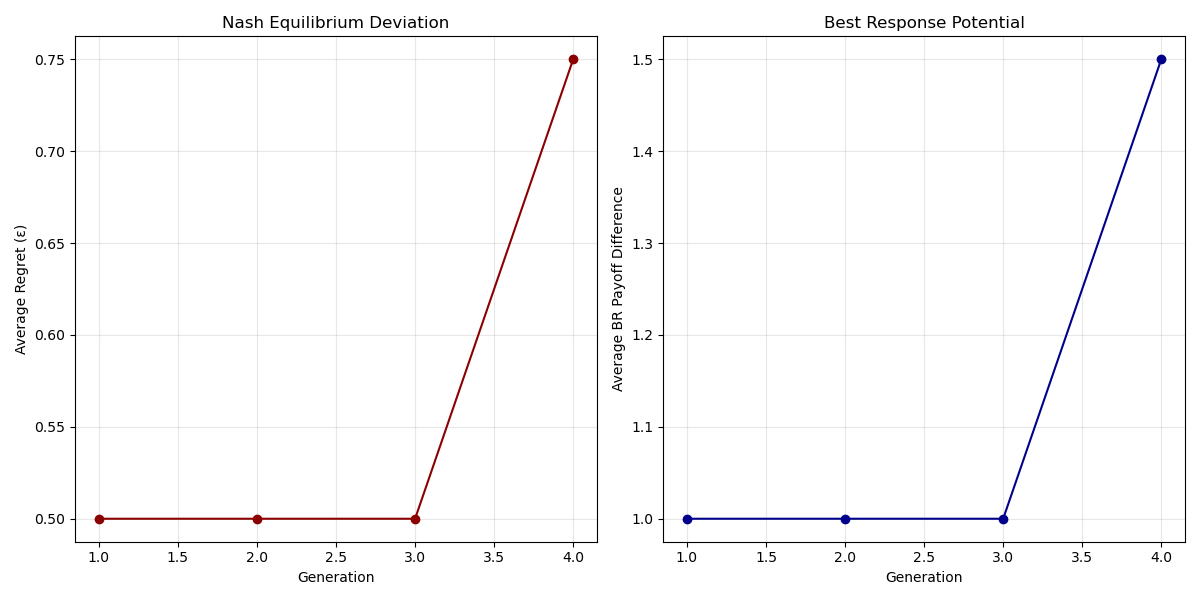 Nash Equilibrium Deviation
Average Regret (ε)
0.75
0.70
0.65
0.60
0.55
0.50
1.0 1.5 2.0 2.5 3.0 3.5 4.0
Generation
Best Response Potential
Average BR Payoff Difference
1.5
1.4
1.3
1.2
1.1
1.0
1.0 1.5 2.0 2.5 3.0 3.5 4.0
Generation